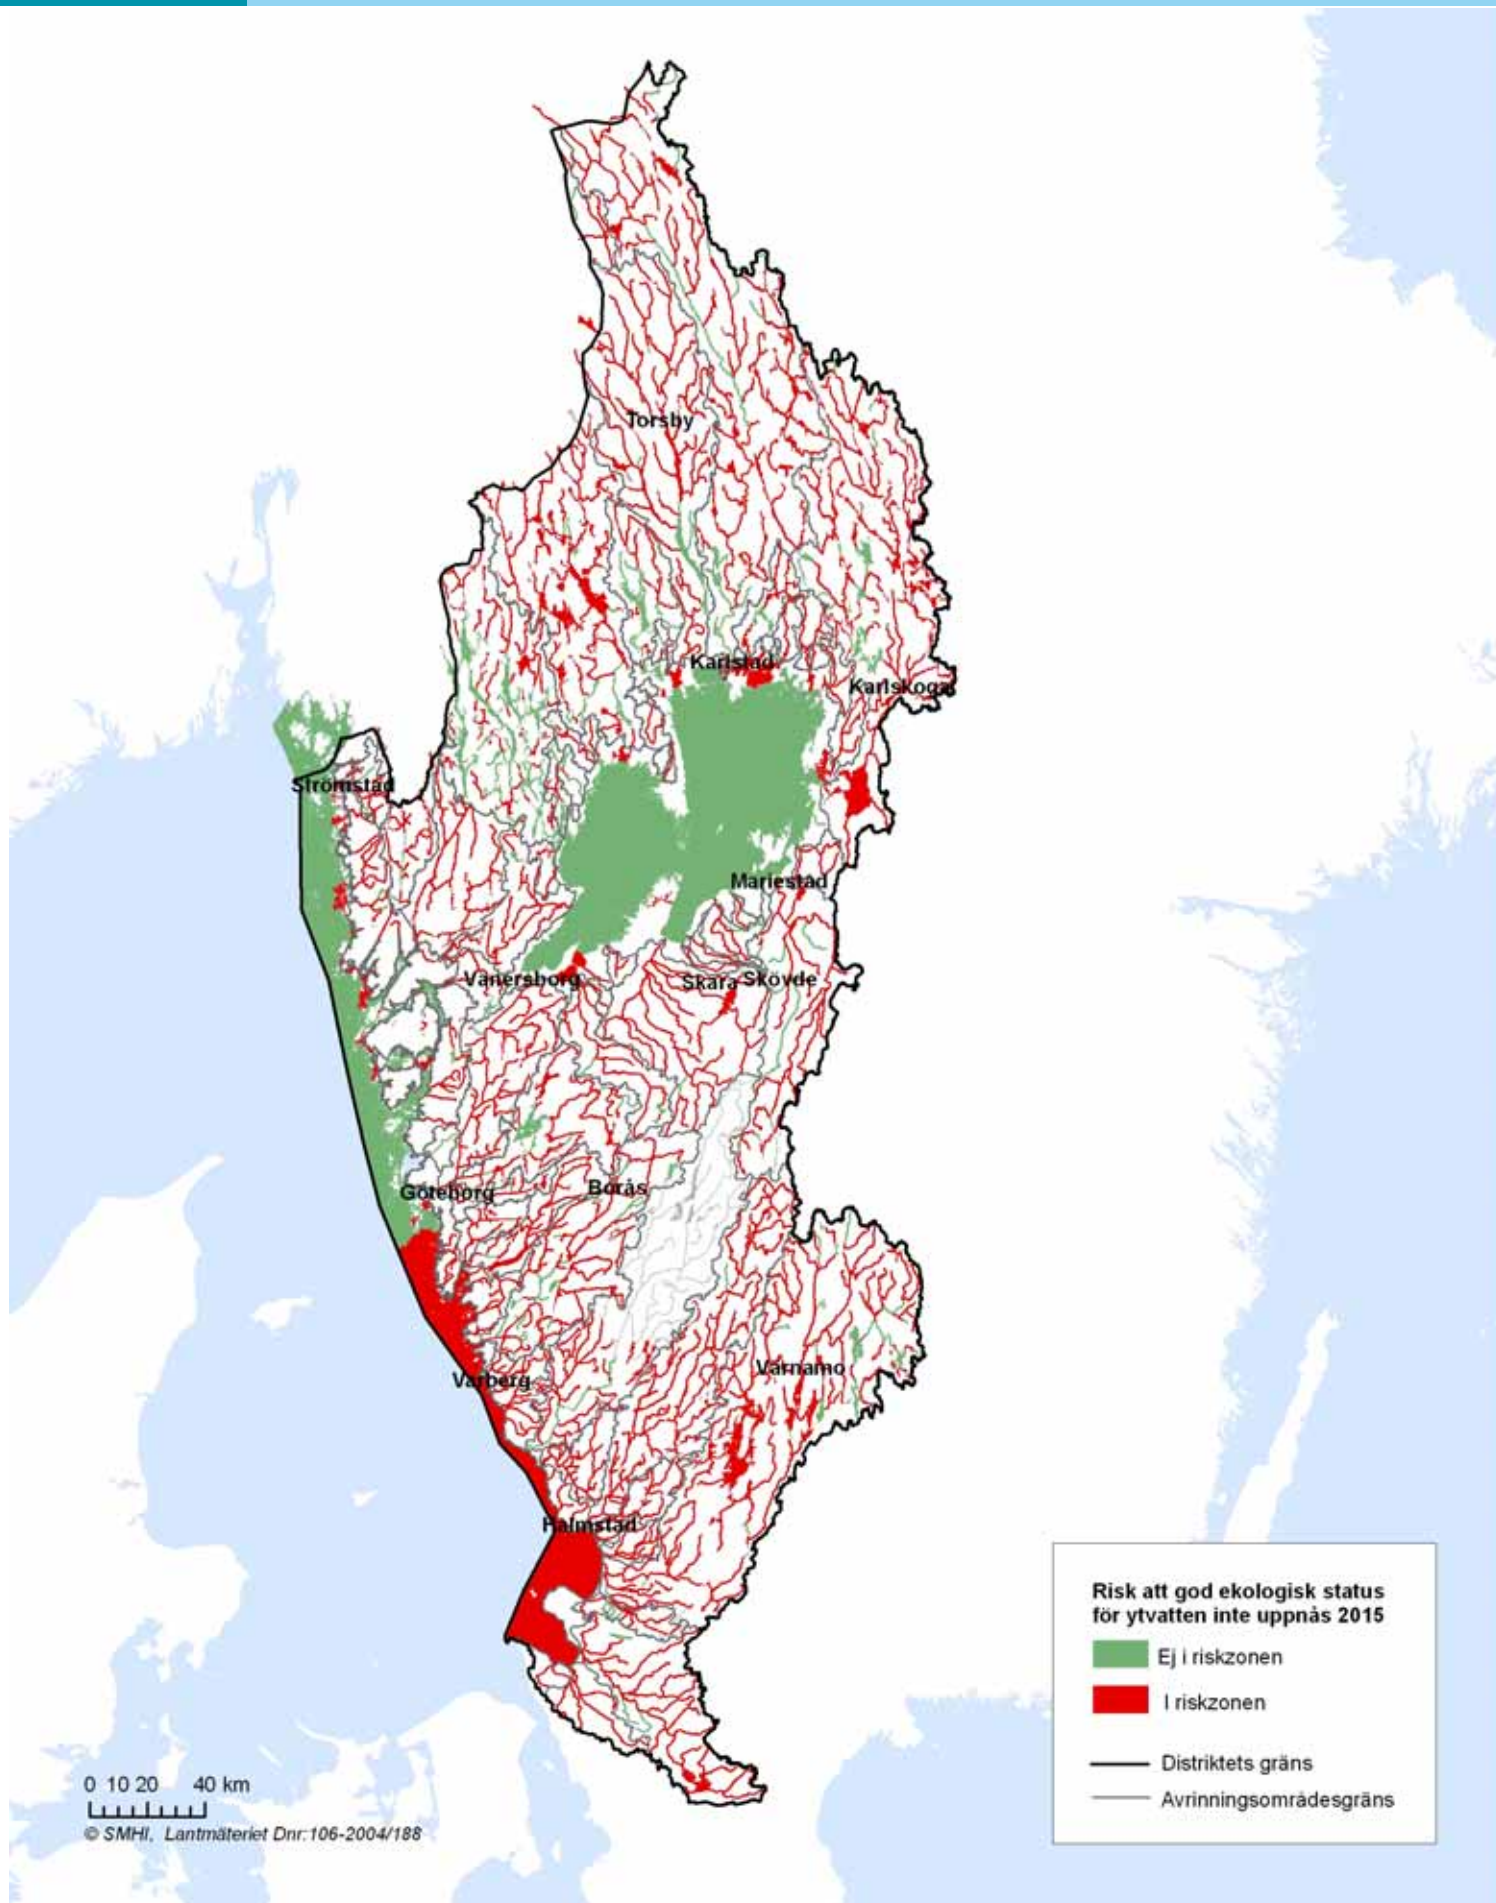 Torsby
Karlstad
Karlskoga
Strömstad
Mariestad
Vänersborg
Skara
Skövde
Göteborg
Borås
Värnamo
Varberg
Halmstad
Risk att god ekologisk status
för ytvatten inte uppnås 2015
Ej i riskzonen
I riskzonen
Distriktets gräns
Avrinningsområdesgräns
0 10 20 40 km
© SMHI, Lantmäteriet Dnr:106-2004/188